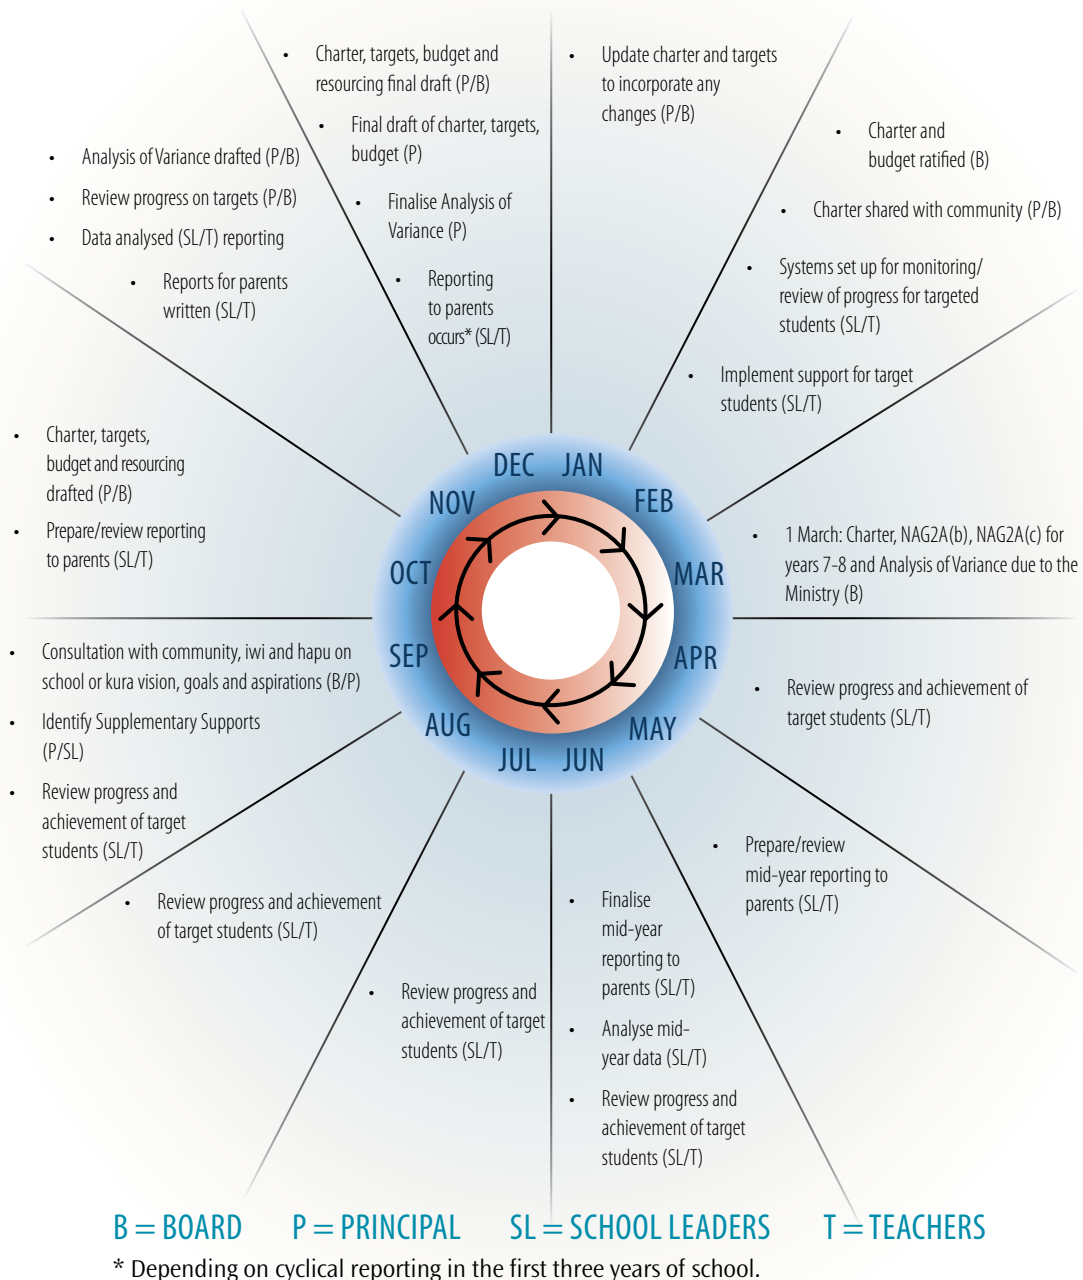 • Update charter and targets
to incorporate any
changes (P/B)
• Charter and
budget ratified (B)
• Charter shared with community (P/B)
• Systems set up for monitoring/
review of progress for targeted
students (SL/T)
• Implement support for target
students (SL/T)
• 1 March: Charter, NAG2A(b), NAG2A(c) for
years 7-8 and Analysis of Variance due to the
Ministry (B)
• Review progress and achievement of
target students (SL/T)
• Prepare/review
mid-year reporting to
parents (SL/T)
• Finalise
mid-year
reporting to
parents (SL/T)
• Analyse mid-
year data (SL/T)
• Review progress and
achievement of target
students (SL/T)
• Review progress and
achievement of target
students (SL/T)
• Review progress and achievement
of target students (SL/T)
• Consultation with community, iwi and hapu on
school or kura vision, goals and aspirations (B/P)
• Identify Supplementary Supports
(P/SL)
• Review progress and
achievement of target
students (SL/T)
• Charter, targets,
budget and resourcing
drafted (P/B)
• Prepare/review reporting
to parents (SL/T)
• Analysis of Variance drafted (P/B)
• Review progress on targets (P/B)
• Data analysed (SL/T) reporting
• Reports for parents
written (SL/T)
• Charter, targets, budget and
resourcing final draft (P/B)
• Final draft of charter, targets,
budget (P)
• Finalise Analysis of
Variance (P)
• Reporting
to parents
occurs* (SL/T)
JAN
FEB
MAR
APR
MAY
JUN
JUL
AUG
SEP
OCT
NOV
DEC
B = BOARD P = PRINCIPAL SL = SCHOOL LEADERS T = TEACHERS
* Depending on cyclical reporting in the first three years of school.